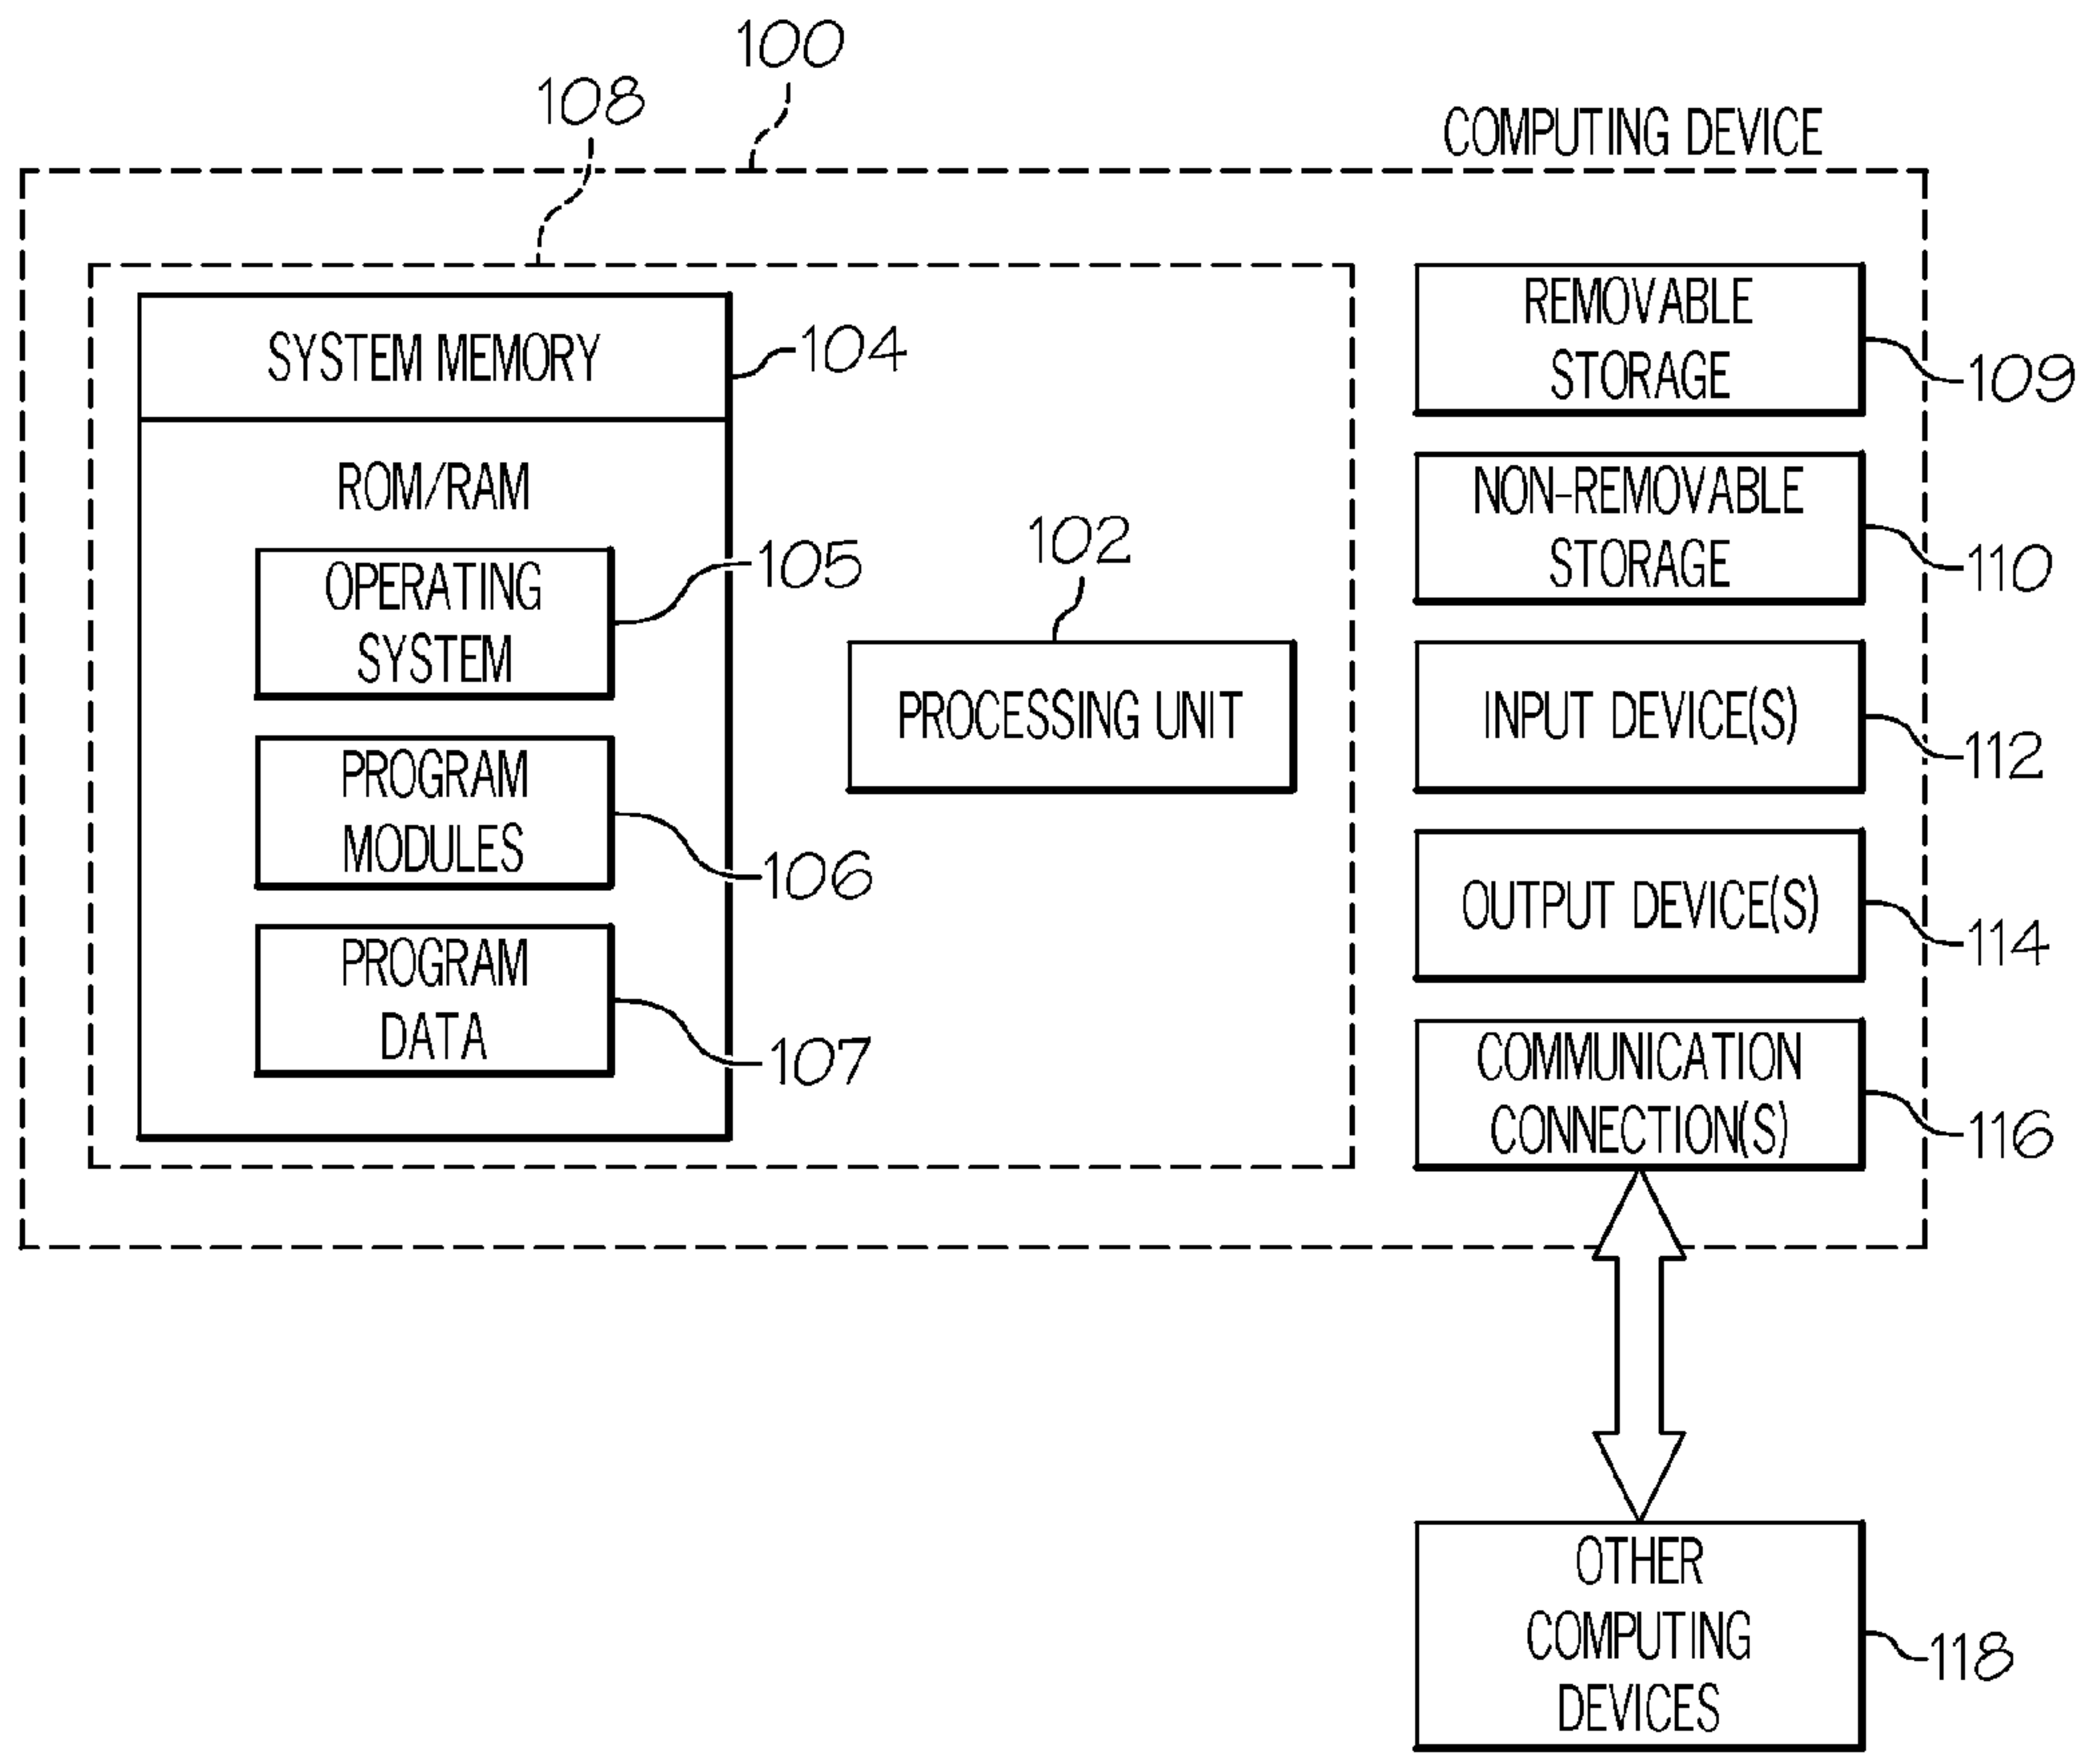 100
108
COMPUTING DEVICE
SYSTEM MEMORY
104
ROM/RAM
OPERATING
SYSTEM
105
PROGRAM
MODULES
106
PROGRAM
DATA
107
102
PROCESSING UNIT
REMOVABLE
STORAGE
109
NON-REMOVABLE
STORAGE
110
INPUT DEVICE(S)
112
OUTPUT DEVICE(S)
114
COMMUNICATION
CONNECTION(S)
116
OTHER
COMPUTING
DEVICES
118